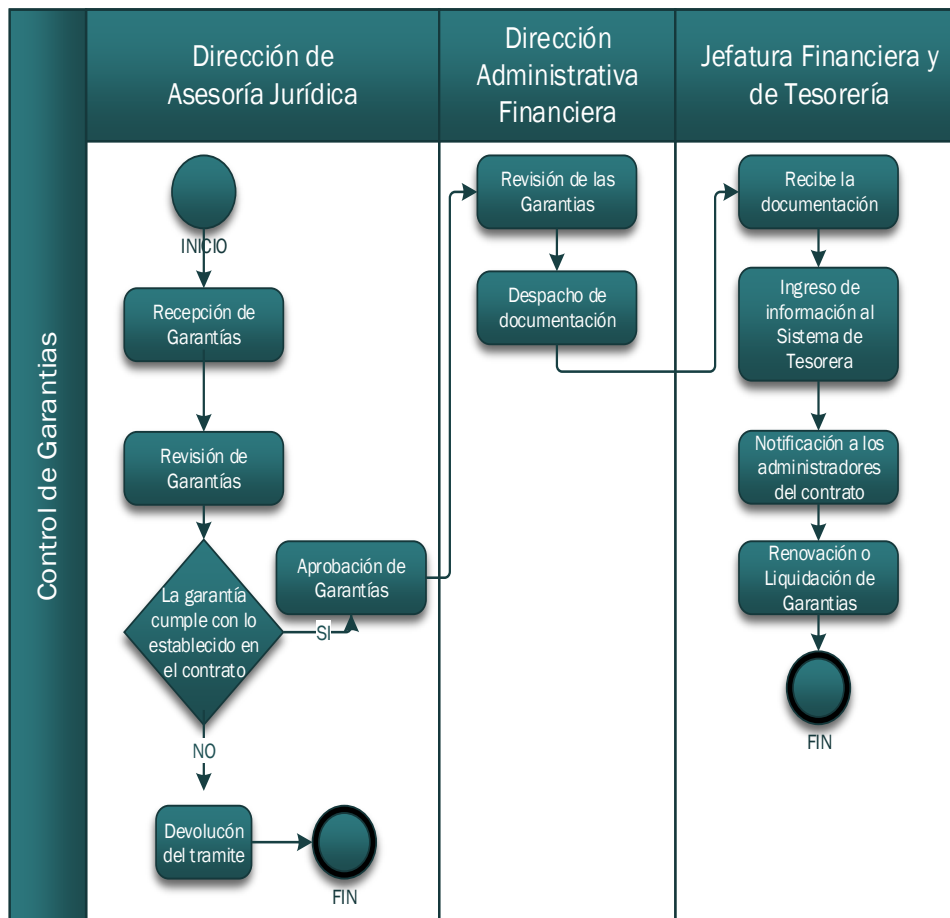 Control de Garantias
Dirección de
Asesoría Jurídica
Dirección
Administrativa
Financiera
Jefatura Financiera y
de Tesorería
INICIO
Recepción de
Garantías
Revisión de
Garantías
La garantía
cumple con lo
establecido en
el contrato
SI
Aprobación de
Garantías
NO
Devolucón
del tramite
FIN
Revisión de las
Garantias
Despacho de
documentación
Recibe la
documentación
Ingreso de
información al
Sistema de
Tesorera
Notificación a los
administradores
del contrato
Renovación o
Liquidación de
Garantias
FIN